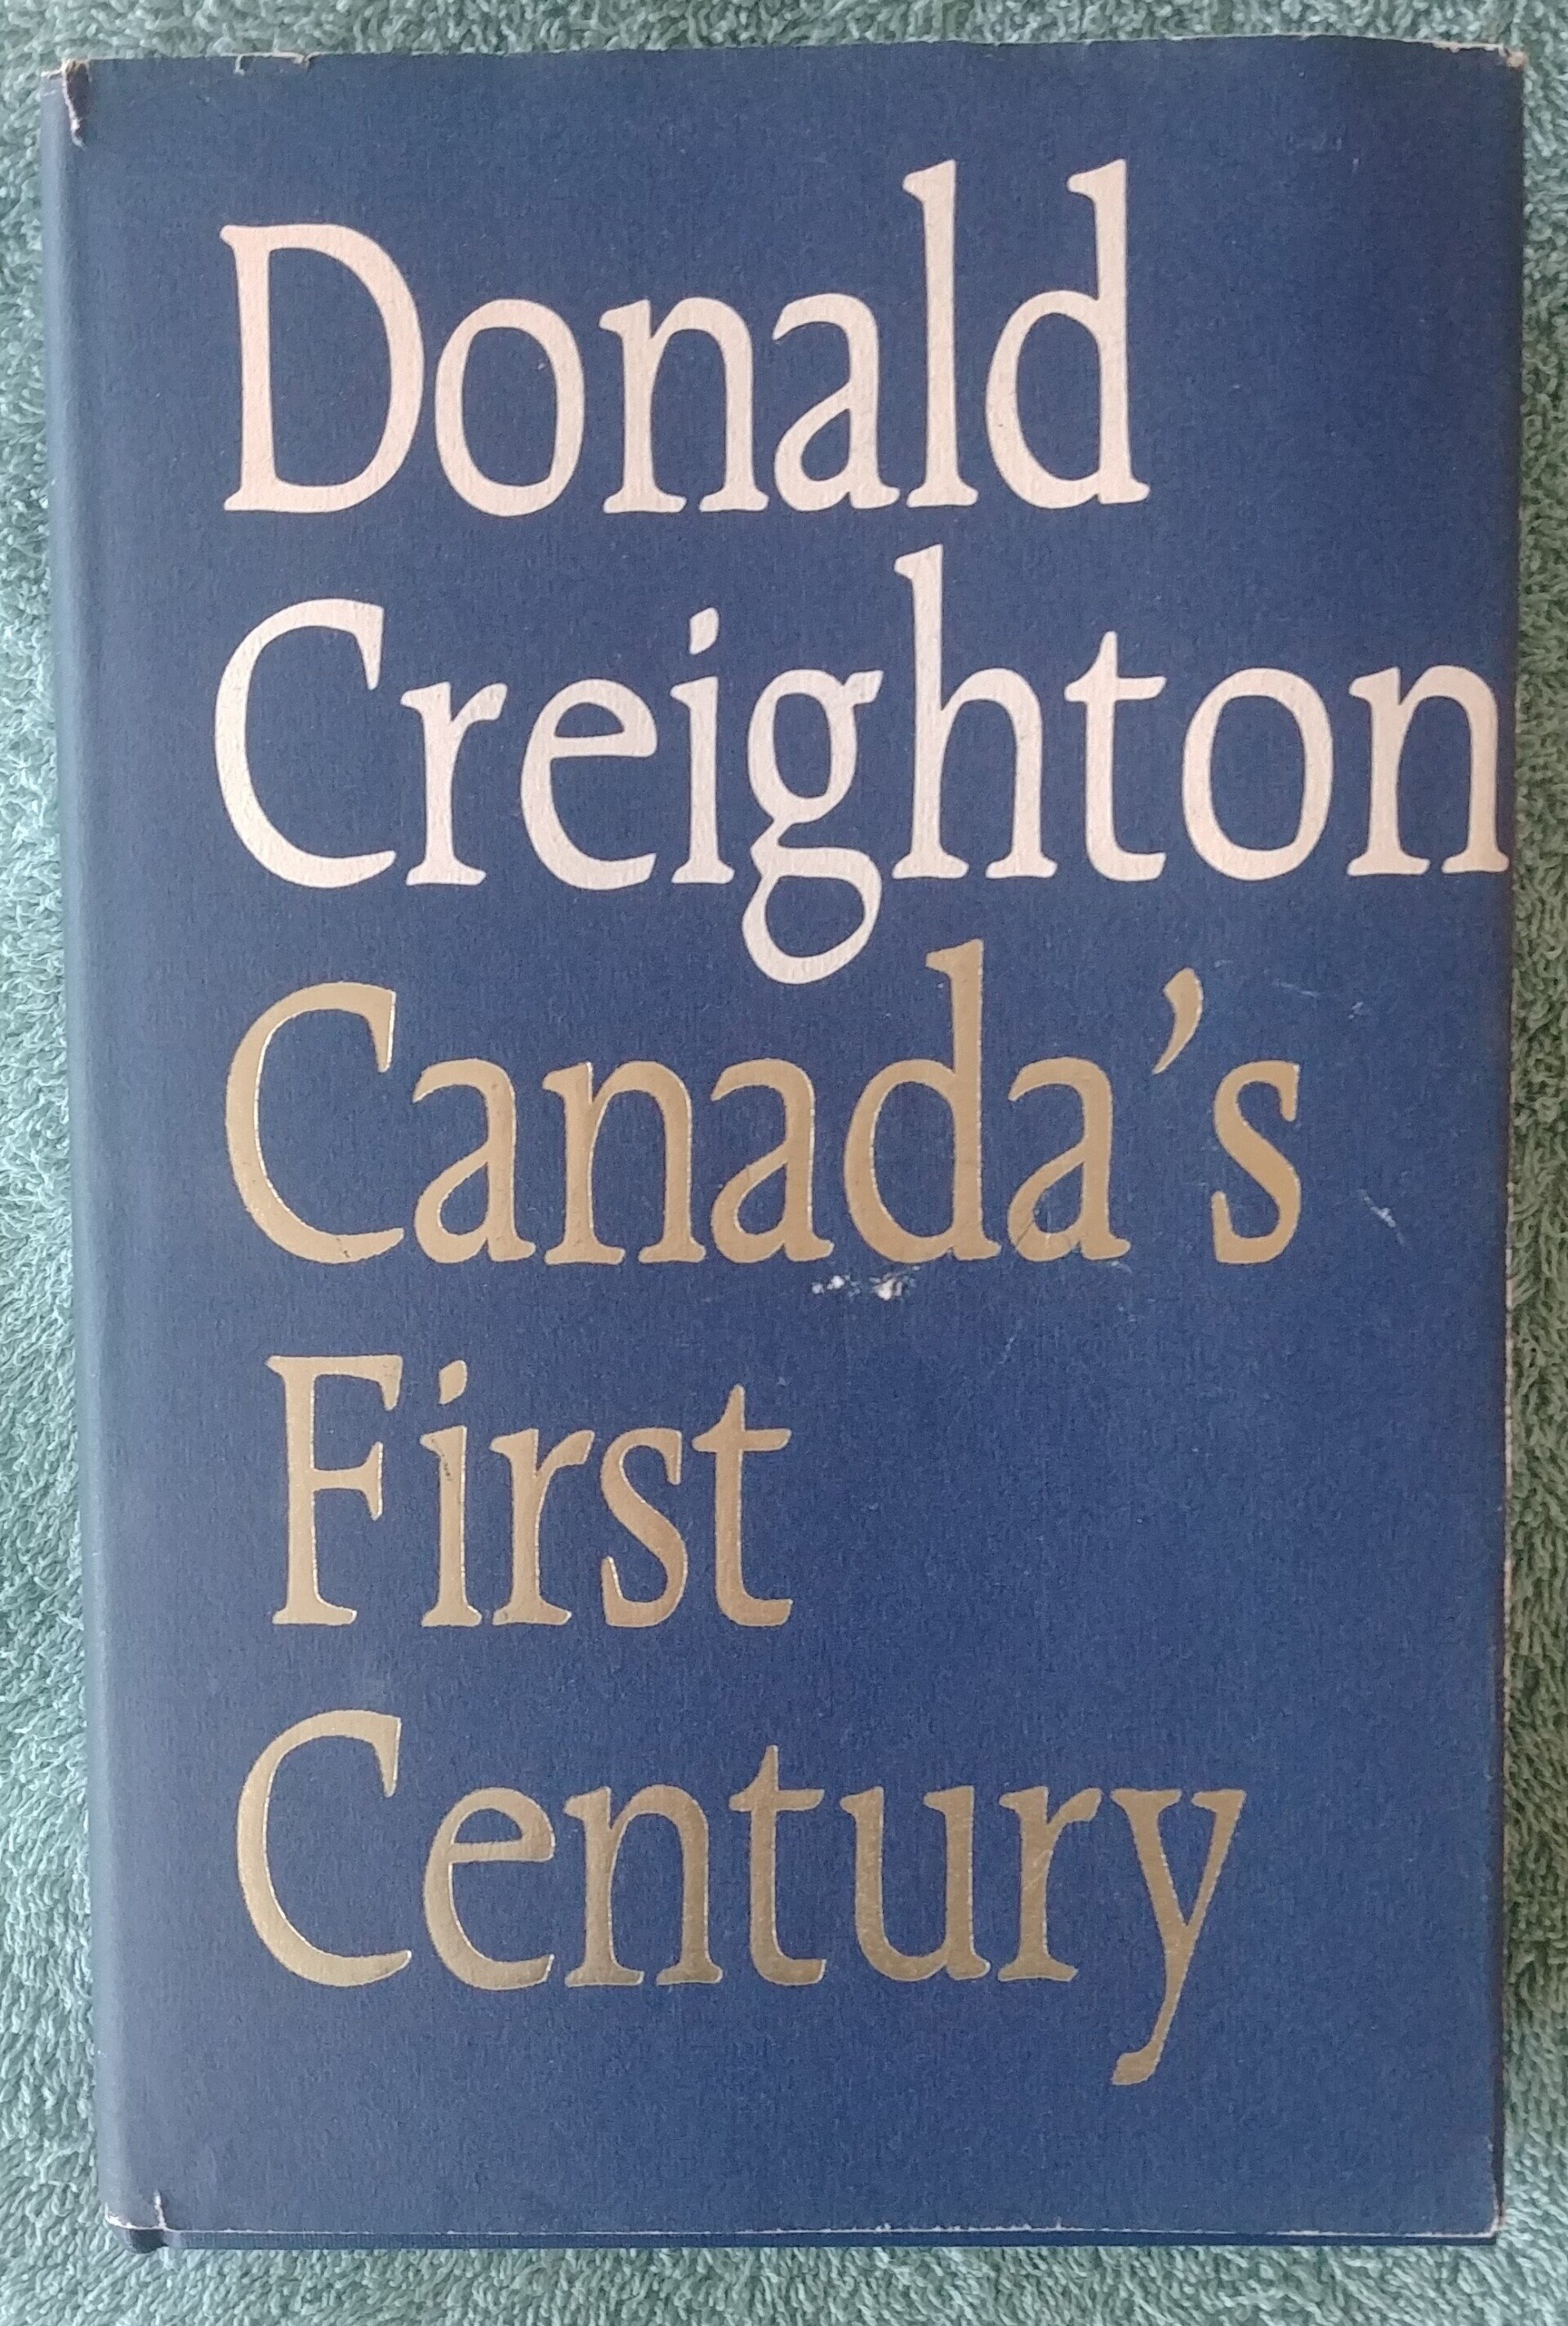 Donald
Creighton
Canada's
First
Century